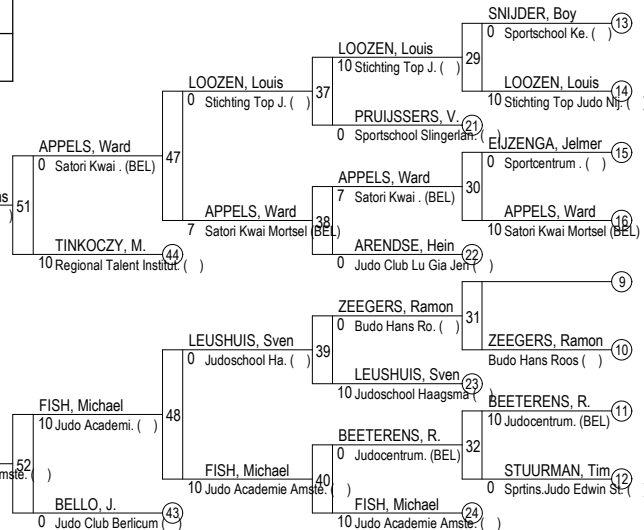 SNIJDER, Boy 13
0 Sportschool Ke. ( )
29
LOOZEN, Louis
10 Stichting Top J. ( )
LOOZEN, Louis 14
10 Stichting Top Judo Nij. ( )
LOOZEN, Louis
0 Stichting Top J. ( )
37
PRUIJSSERS, V. 21
0 Sportschool Slingerlan. ( )
EIJZENGA, Jelmer 15
0 Sportcentrum . ( )
APPELS, Ward
0 Satori Kwai . (BEL)
47
APPELS, Ward
7 Satori Kwai . (BEL)
30
APPELS, Ward 16
10 Satori Kwai Mortsel (BEL)
51
APPELS, Ward
7 Satori Kwai Mortsel (BEL)
38
ARENDSE, Hein 22
0 Judo Club Lu Gia Jen ( )
TINKOCZY, M. 44
10 Regional Talent Institut. ( )
9
ZEEGERS, Ramon
0 Budo Hans Ro. ( )
31
ZEEGERS, Ramon 10
Budo Hans Roos ( )
LEUSHUIS, Sven
0 Judoschool Ha. ( )
39
LEUSHUIS, Sven 23
10 Judoschool Haagsma ( )
BEETERENS, R. 11
10 Judocentrum. (BEL)
FISH, Michael
10 Judo Academi. ( )
48
BEETERENS, R.
0 Judocentrum. (BEL)
32
STUURMAN, Tim 12
0 Sprtins.Judo Edwin St. ( )
52
mste. ( )
FISH, Michael
10 Judo Academie Amste. ( )
40
FISH, Michael 24
10 Judo Academie Amste. ( )
BELLO, J. 43
0 Judo Club Berlicum ( )